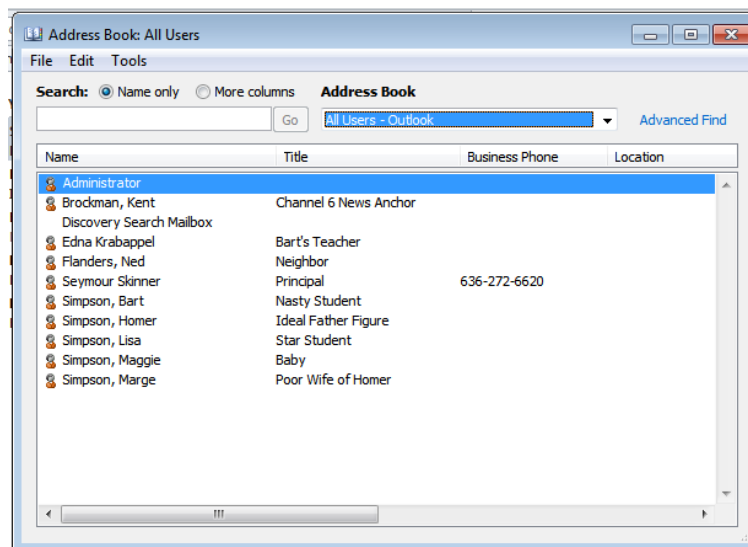 Address Book: All Users
File Edit Tools
Search: Name only More columns Address Book
Go All Users - Outlook Advanced Find
Name Title Business Phone Location
Administrator
Brockman, Kent Channel 6 News Anchor
Discovery Search Mailbox
Edna Krabappel Bart's Teacher
Flanders, Ned Neighbor
Seymour Skinner Principal 636-272-6620
Simpson, Bart Nasty Student
Simpson, Homer Ideal Father Figure
Simpson, Lisa Star Student
Simpson, Maggie Baby
Simpson, Marge Poor Wife of Homer